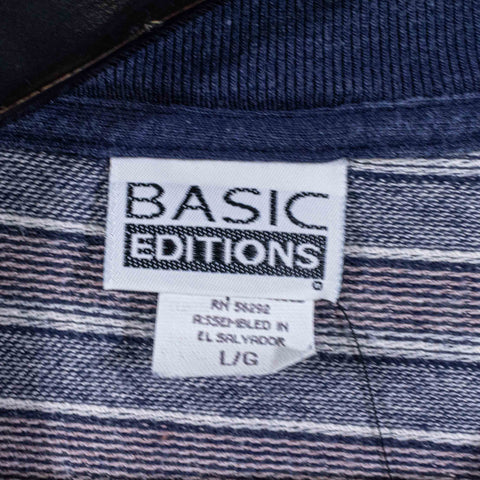 BASIC
EDITIONS
®
RN 56292
ASSEMBLED IN
EL SALVADOR
L/G